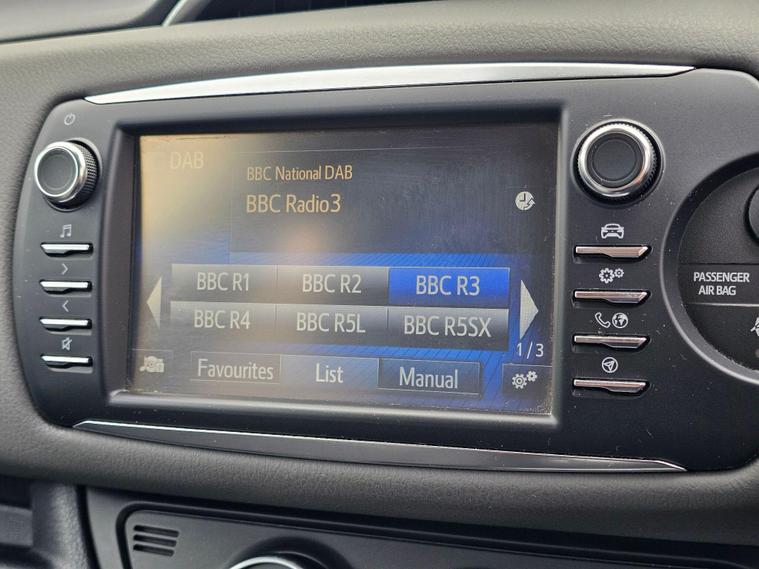 DAB
BBC National DAB
BBC Radio3
BBC R1 BBC R2 BBC R3
BBC R4 BBC R5L BBC R5SX
1/3
Favourites List Manual
PASSENGER
AIR BAG